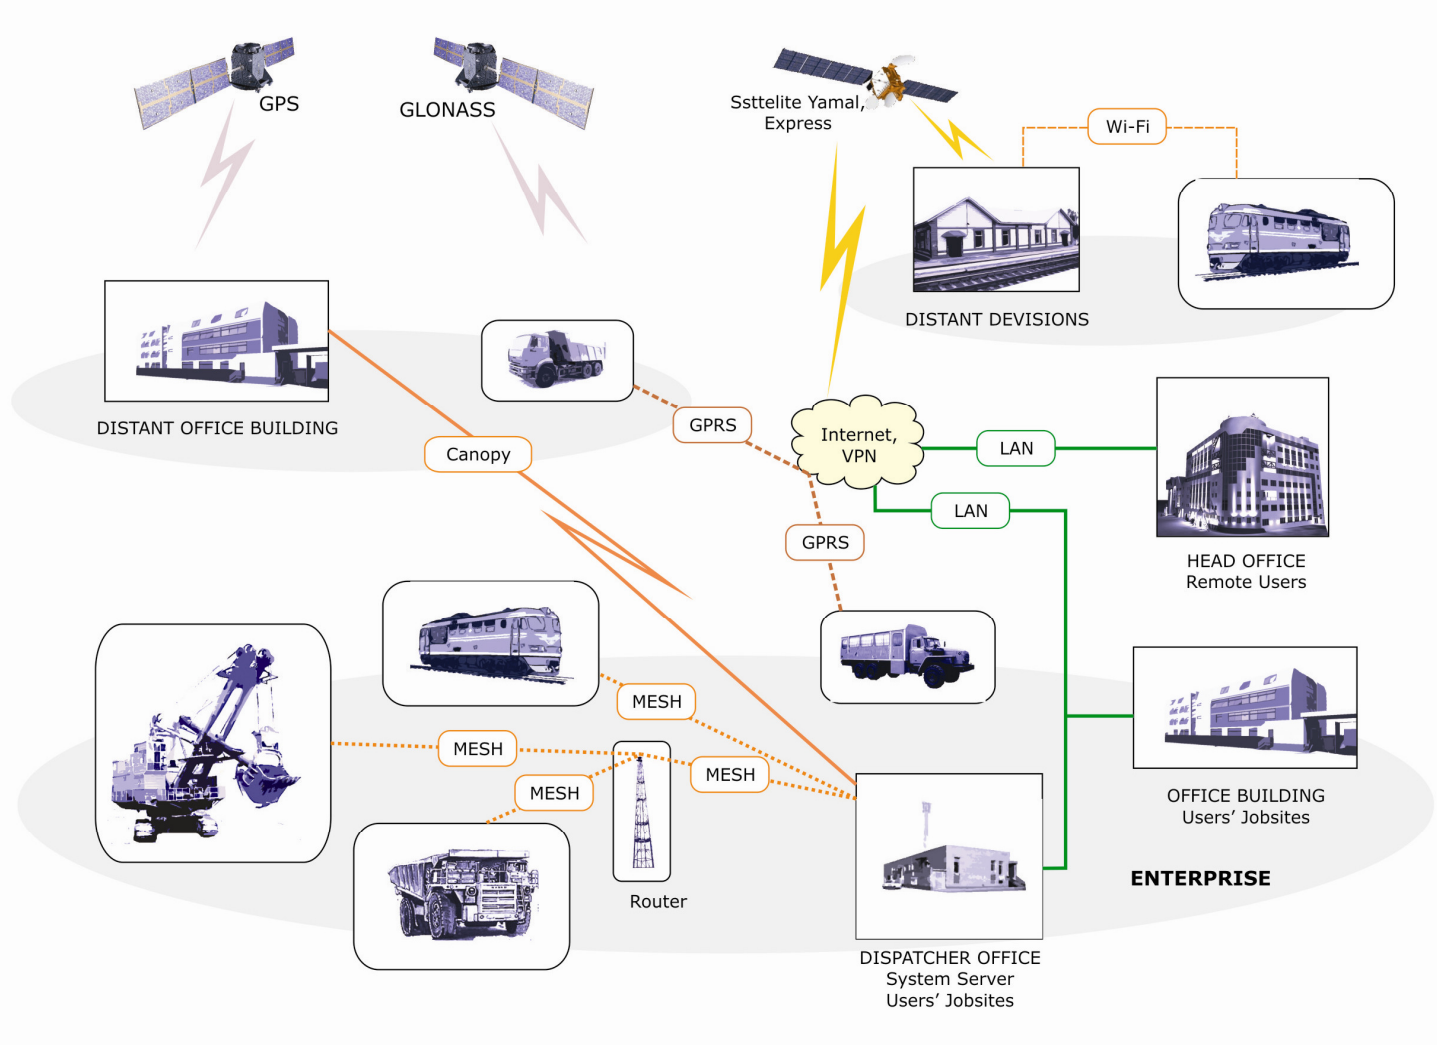 GPS
GLONASS
Ssttelite Yamal,
Express
Wi-Fi
DISTANT DEVISIONS
DISTANT OFFICE BUILDING
GPRS
Canopy
Internet,
VPN
LAN
LAN
GPRS
HEAD OFFICE
Remote Users
MESH
MESH
MESH
MESH
Router
OFFICE BUILDING
Users’ Jobsites
ENTERPRISE
DISPATCHER OFFICE
System Server
Users’ Jobsites